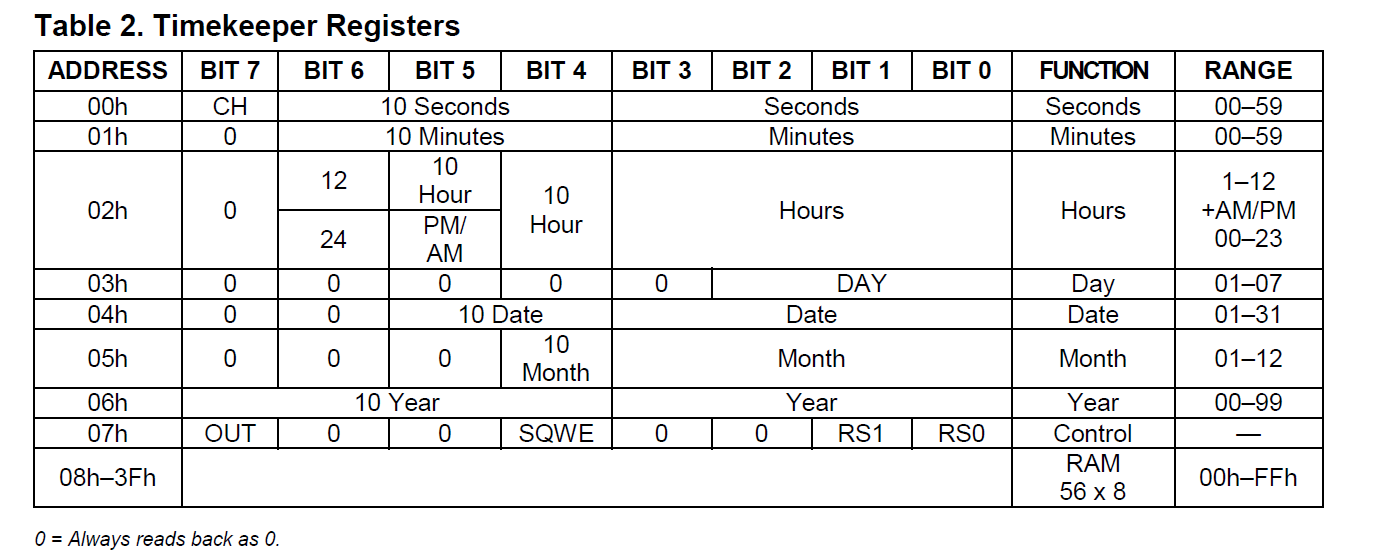 Table 2. Timekeeper Registers
ADDRESS BIT 7 BIT 6 BIT 5 BIT 4 BIT 3 BIT 2 BIT 1 BIT 0 FUNCTION RANGE
00h CH 10 Seconds Seconds Seconds 00–59
01h 0 10 Minutes Minutes Minutes 00–59
02h 0 12 24 10 Hour PM/ AM 10 Hour Hours Hours 1–12 +AM/PM 00–23
03h 0 0 0 0 0 DAY Day 01–07
04h 0 0 10 Date Date Date 01–31
05h 0 0 0 10 Month Month Month 01–12
06h 10 Year Year Year 00–99
07h OUT 0 0 SQWE 0 0 RS1 RS0 Control —
08h–3Fh RAM 56 x 8 00h–FFh
0 = Always reads back as 0.